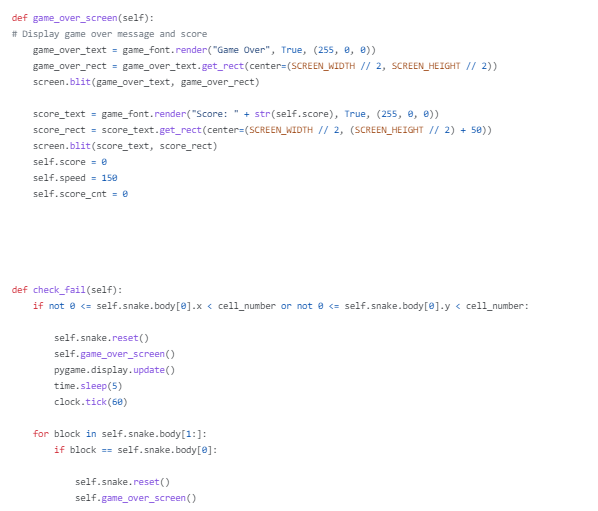 def game_over_screen(self):
# Display game over message and score
    game_over_text = game_font.render("Game Over", True, (255, 0, 0))
    game_over_rect = game_over_text.get_rect(center=(SCREEN_WIDTH // 2, SCREEN_HEIGHT // 2))
    screen.blit(game_over_text, game_over_rect)

    score_text = game_font.render("Score: " + str(self.score), True, (255, 0, 0))
    score_rect = score_text.get_rect(center=(SCREEN_WIDTH // 2, (SCREEN_HEIGHT // 2) + 50))
    screen.blit(score_text, score_rect)
    self.score = 0
    self.speed = 150
    self.score_cnt = 0

def check_fail(self):
    if not 0 <= self.snake.body[0].x < cell_number or not 0 <= self.snake.body[0].y < cell_number:

        self.snake.reset()
        self.game_over_screen()
        pygame.display.update()
        time.sleep(5)
        clock.tick(60)

    for block in self.snake.body[1:]:
        if block == self.snake.body[0]:

            self.snake.reset()
            self.game_over_screen()